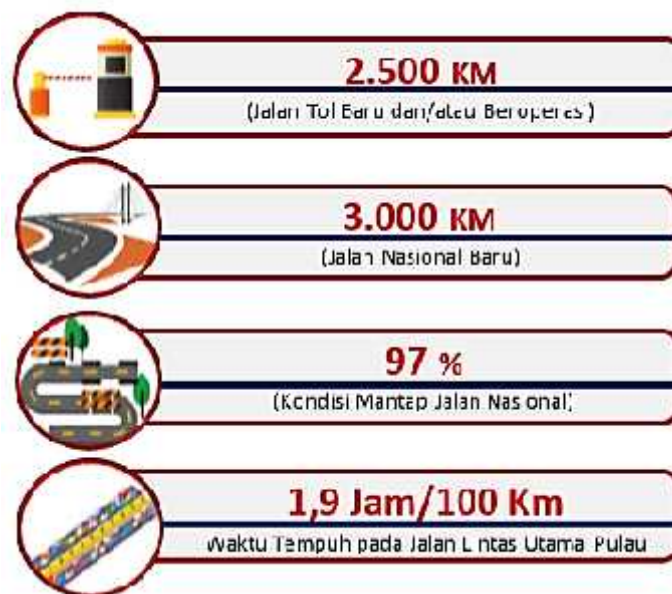 2.500 KM
(Jalan Tol Baru dan/atau Beroperasi)
3.000 KM
(Jalan Nasional Baru)
97 %
(Kondisi Mantap Jalan Nasional)
1,9 Jam/100 Km
Waktu Tempuh pada Jalan Lintas Utama Pulau